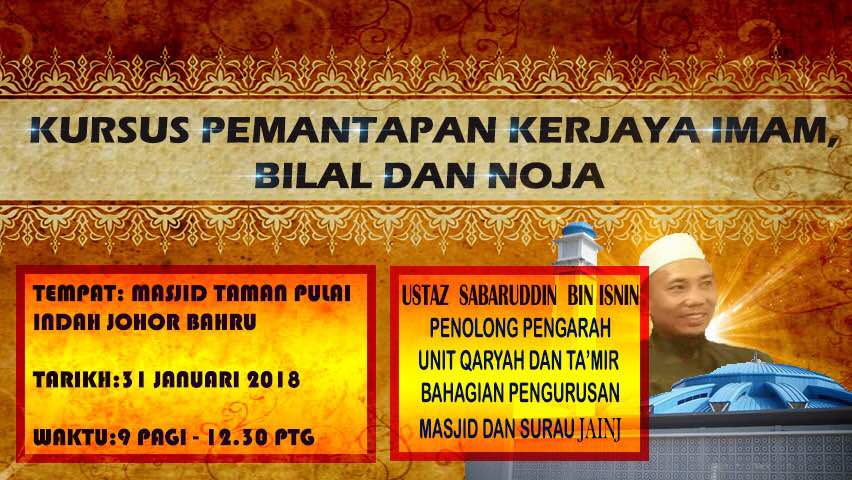 KURSUS PEMANTAPAN KERJAYA IMAM,
BILAL DAN NOJA
TEMPAT: MASJID TAMAN PULAI
INDAH JOHOR BAHRU
TARIKH:31 JANUARI 2018
WAKTU:9 PAGI - 12.30 PTG
USTAZ SABARUDDIN BIN ISNIN
PENOLONG PENGARAH
UNIT QARYAH DAN TA'MIR
BAHAGIAN PENGURUSAN
MASJID DAN SURAU JAINJ